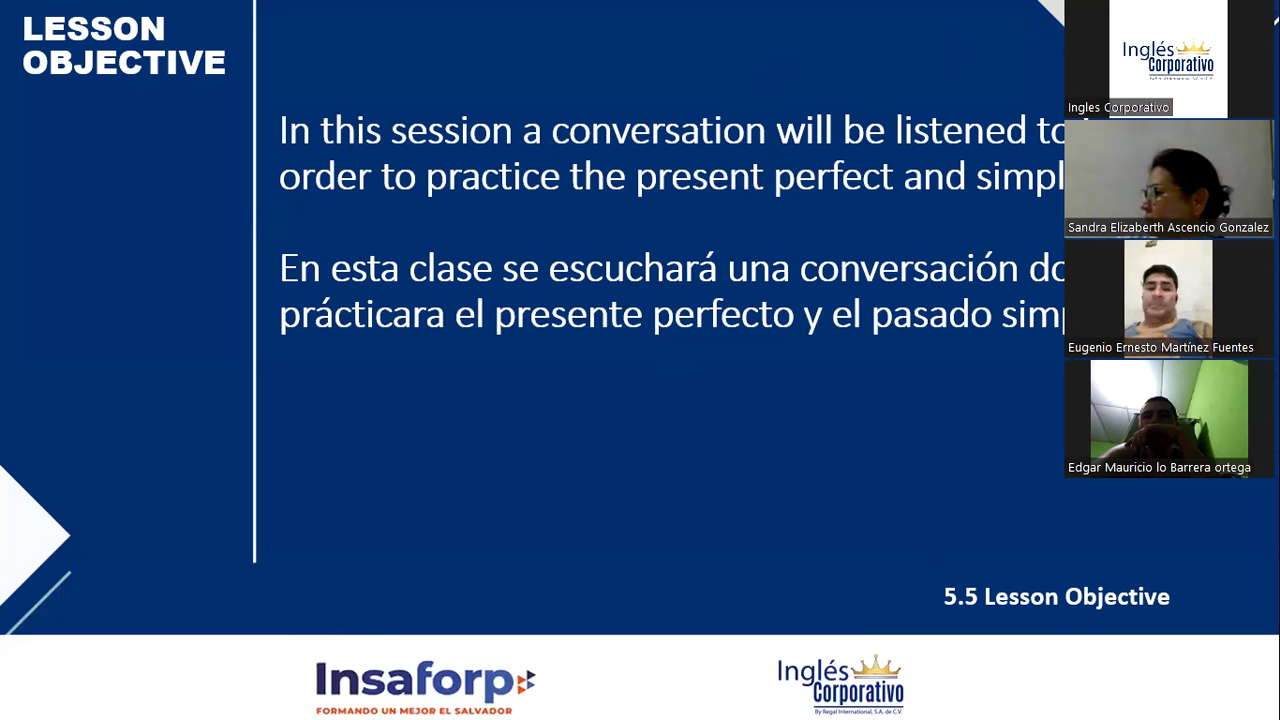 LESSON
OBJECTIVE
In this session a conversation will be listened to
order to practice the present perfect and simpl
En esta clase se escuchará una conversación do
prácticara el presente perfecto y el pasado simp
5.5 Lesson Objective
Insaforp
FORMANDO UN MEJOR EL SALVADOR
Inglés
Corporativo
By Regal International, S.A. de C.V.
Inglés
Corporativo
Ingles Corporativo
Sandra Elizaberth Ascencio Gonzalez
Eugenio Ernesto Martínez Fuentes
Edgar Mauricio lo Barrera ortega